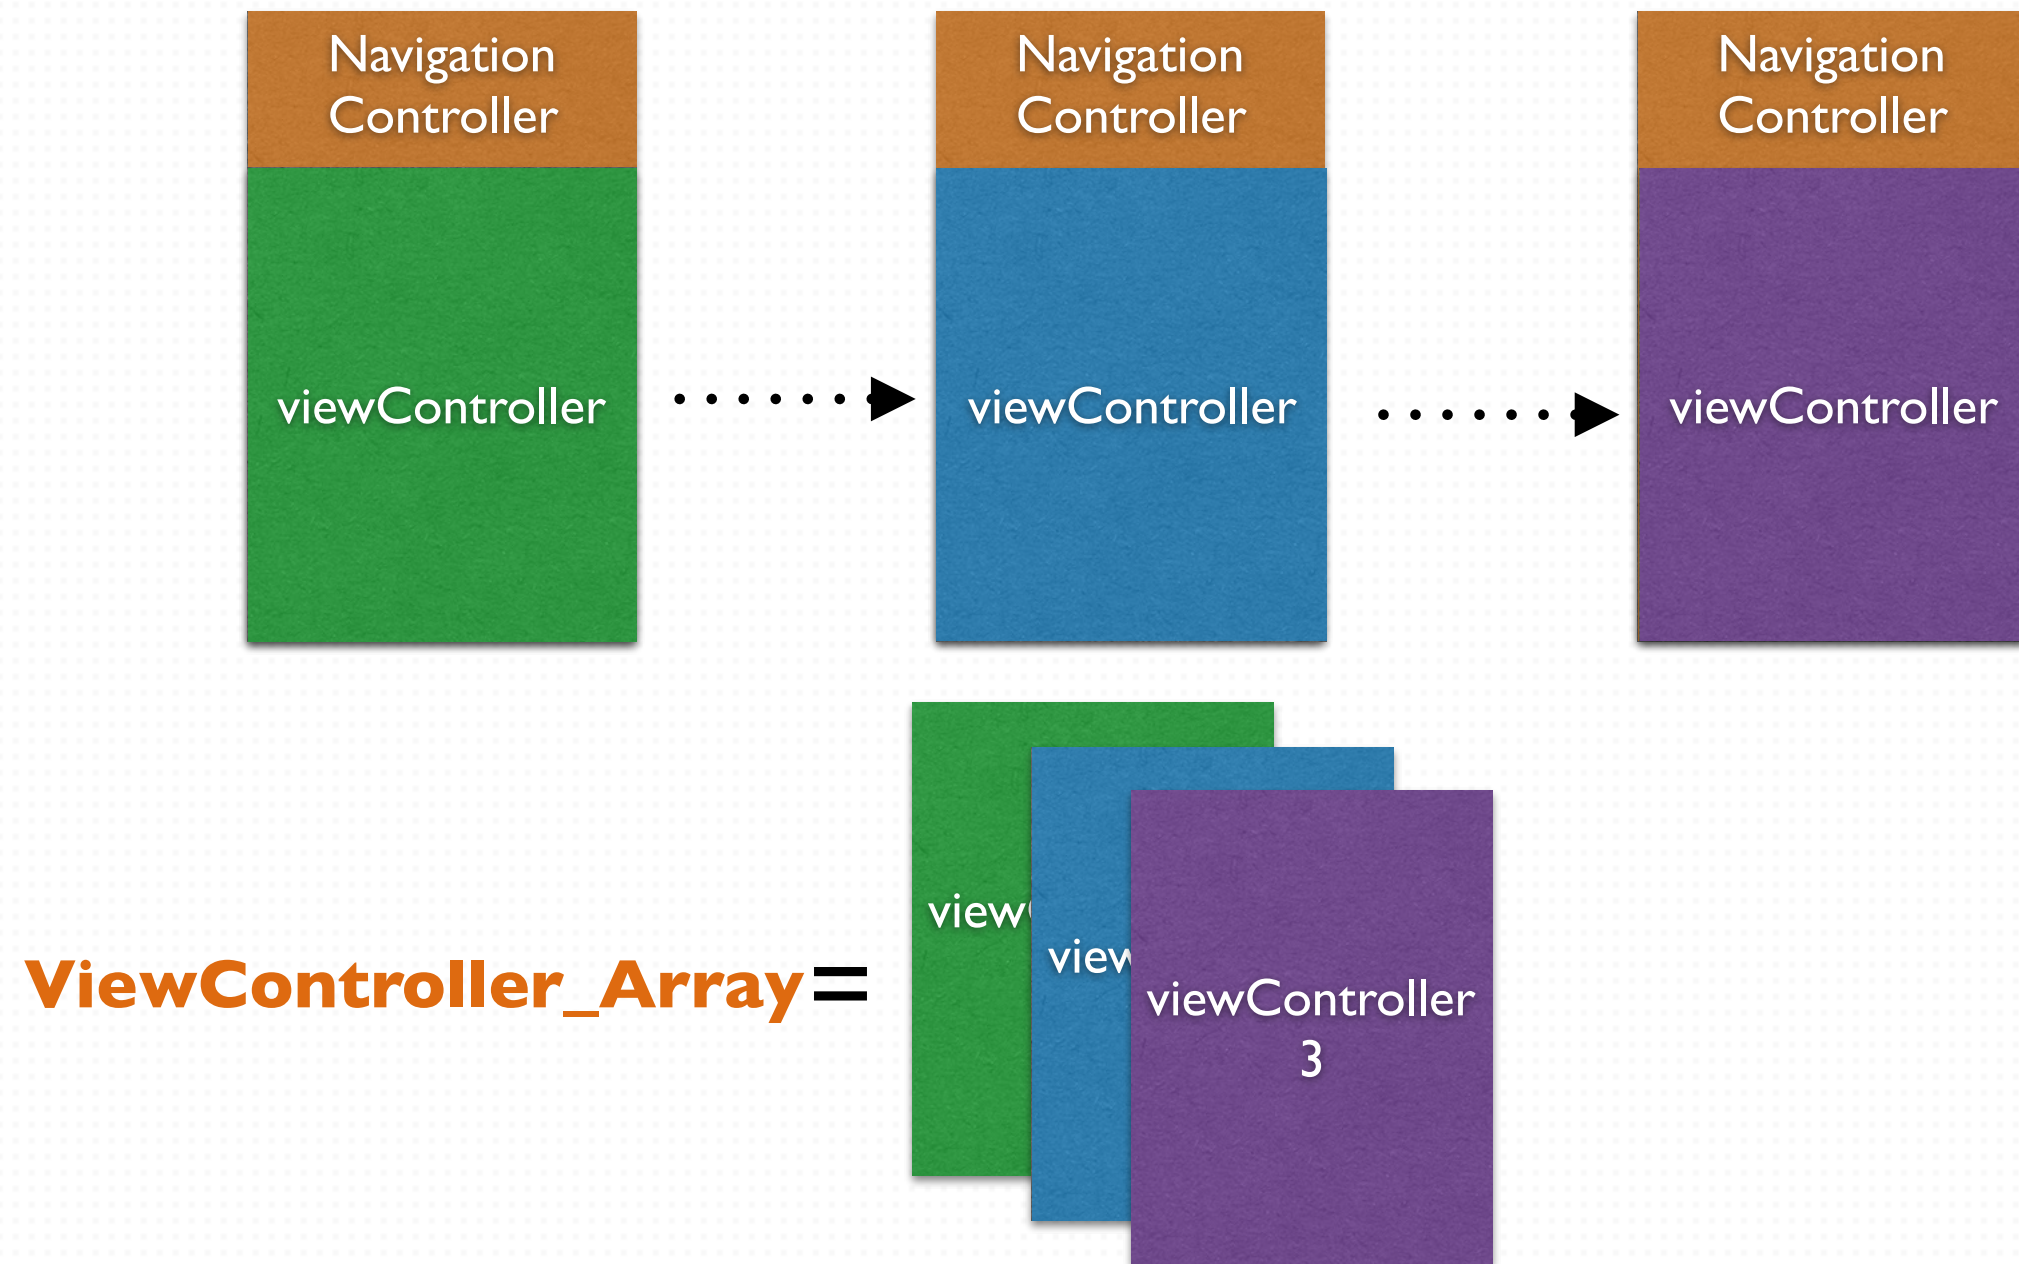 Navigation
Controller
Navigation
Controller
Navigation
Controller
viewController
viewController
viewController
ViewController_Array=
view
view
viewController
3